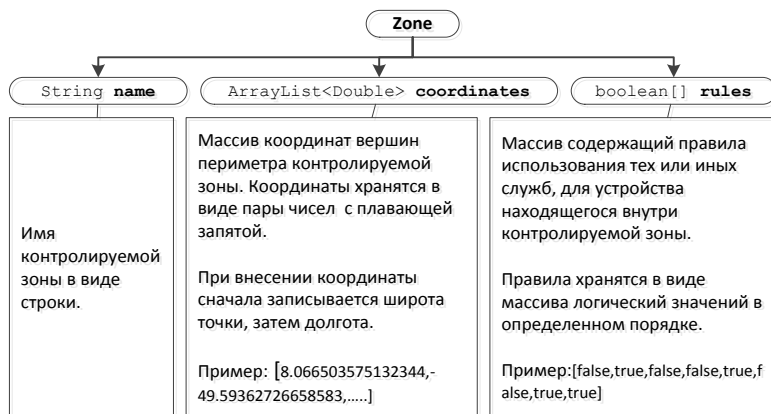 Zone
String name
ArrayList<Double> coordinates
boolean[] rules
Имя
контролируемой
зоны в виде
строки.
Массив координат вершин
периметра контролируемой
зоны. Координаты хранятся в
виде пары чисел с плавающей
запятой.
При внесении координаты
сначала записывается широта
точки, затем долгота.
Пример: [8.066503575132344,-
49.59362726658583,.....]
Массив содержащий правила
использования тех или иных
служб, для устройства
находящегося внутри
контролируемой зоны.
Правила хранятся в виде
массива логический значений в
определенном порядке.
Пример:[false,true,false,false,true,f
alse,true,true]